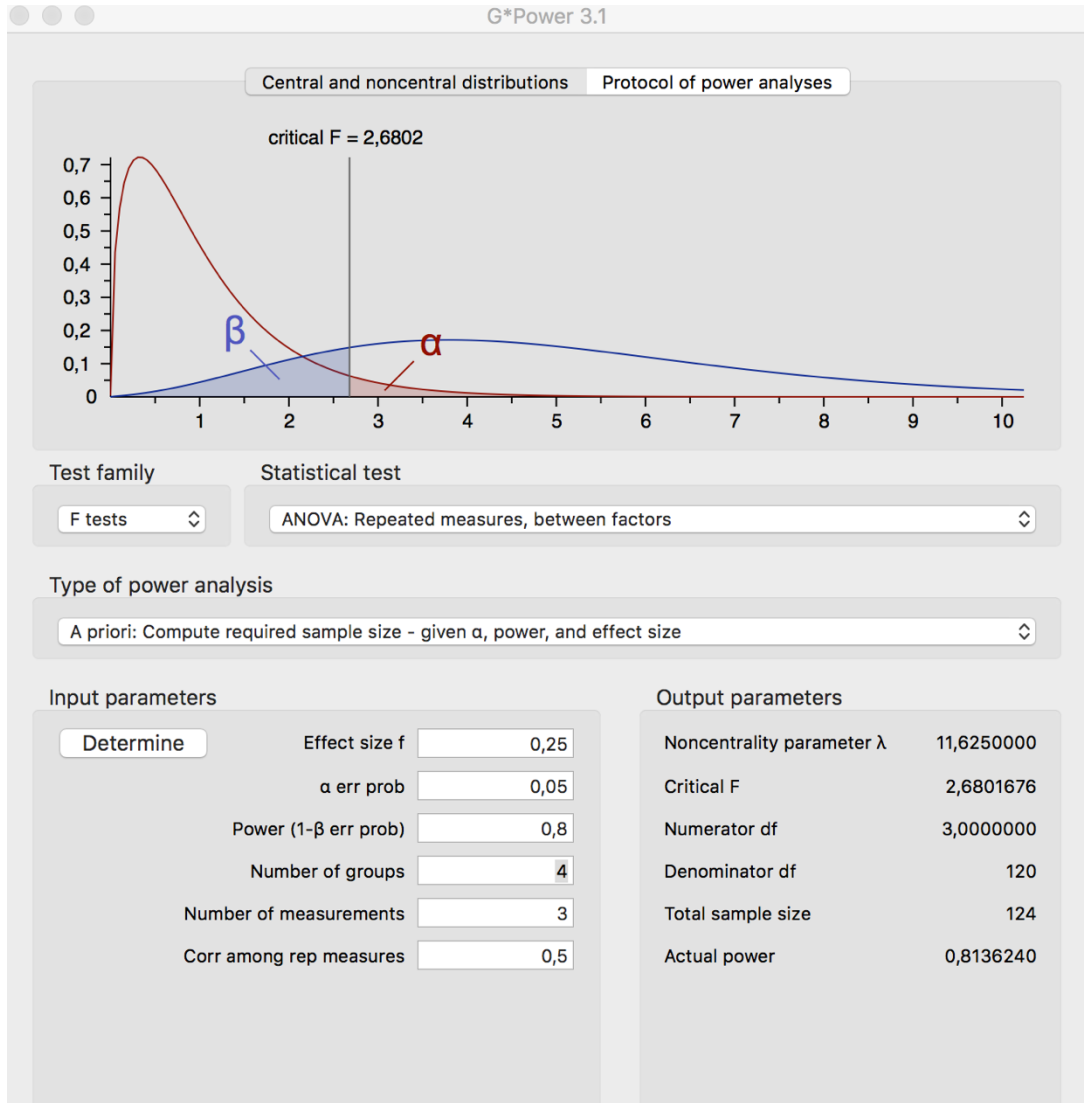 G*Power 3.1
Central and noncentral distributions Protocol of power analyses
critical F = 2,6802
0,7
0,6
0,5
0,4
0,3
0,2
0,1
0
β
α
1 2 3 4 5 6 7 8 9 10
Test family Statistical test
F tests ANOVA: Repeated measures, between factors
Type of power analysis
A priori: Compute required sample size - given α, power, and effect size
Input parameters Output parameters
Determine Effect size f 0,25 Noncentrality parameter λ 11,6250000
α err prob 0,05 Critical F 2,6801676
Power (1-β err prob) 0,8 Numerator df 3,0000000
Number of groups 4 Denominator df 120
Number of measurements 3 Total sample size 124
Corr among rep measures 0,5 Actual power 0,8136240